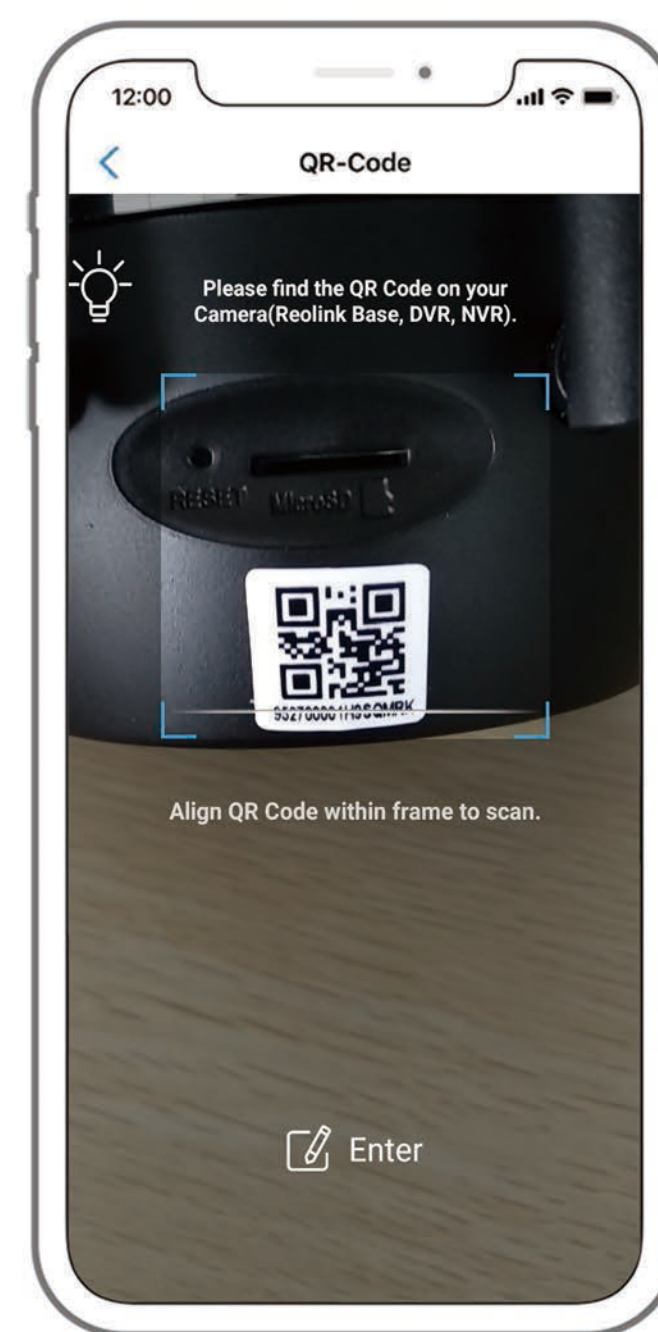 12:00
QR-Code
Please find the QR Code on your
Camera(Reolink Base, DVR, NVR).
RESET MicroSD
Align QR Code within frame to scan.
Enter